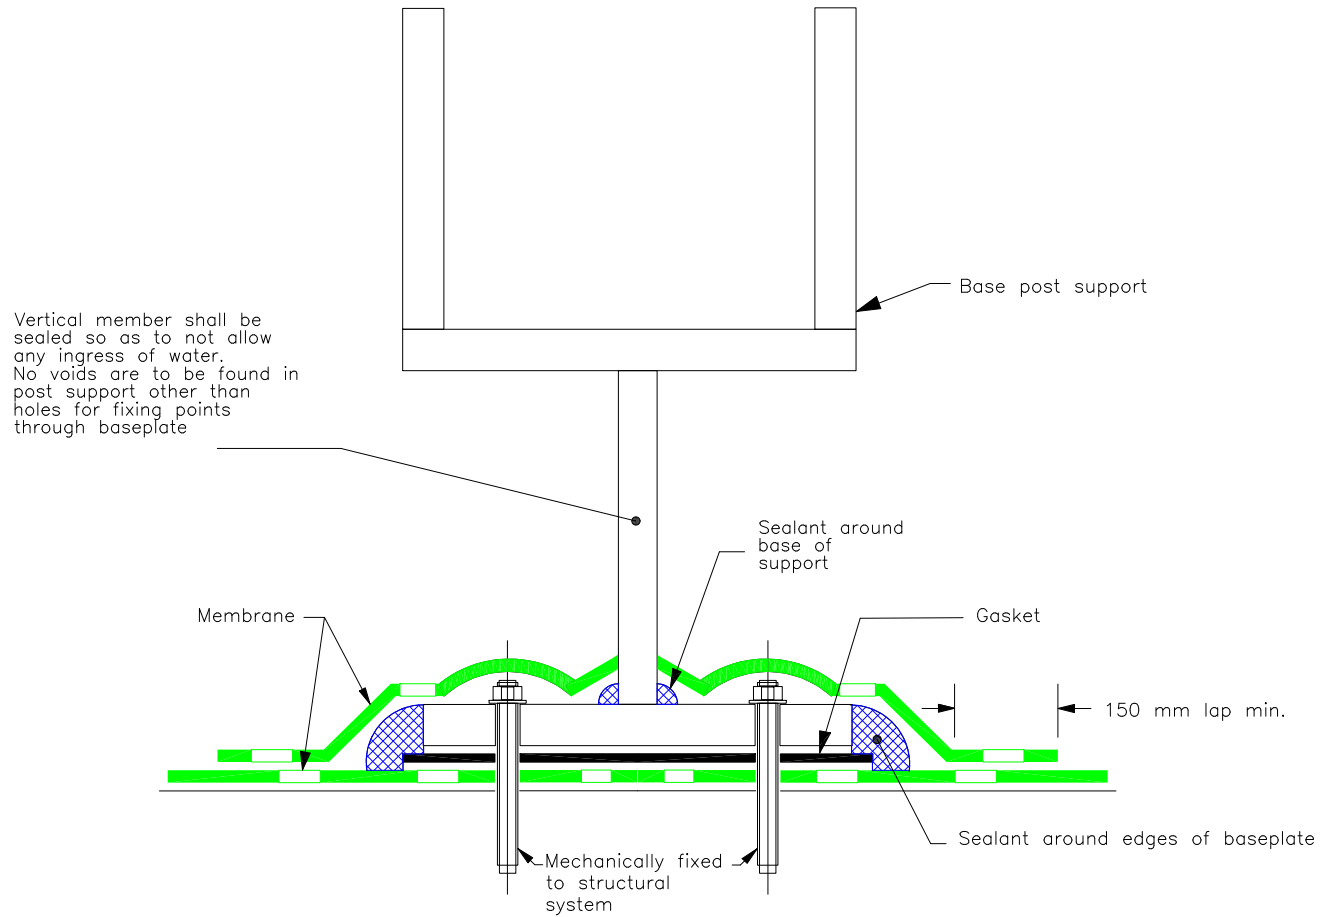 Base post support
Vertical member shall be
sealed so as to not allow
any ingress of water.
No voids are to be found in
post support other than
holes for fixing points
through baseplate
Sealant around
base of
support
Membrane
Gasket
150 mm lap min.
Sealant around edges of baseplate
Mechanically fixed
to structural
system